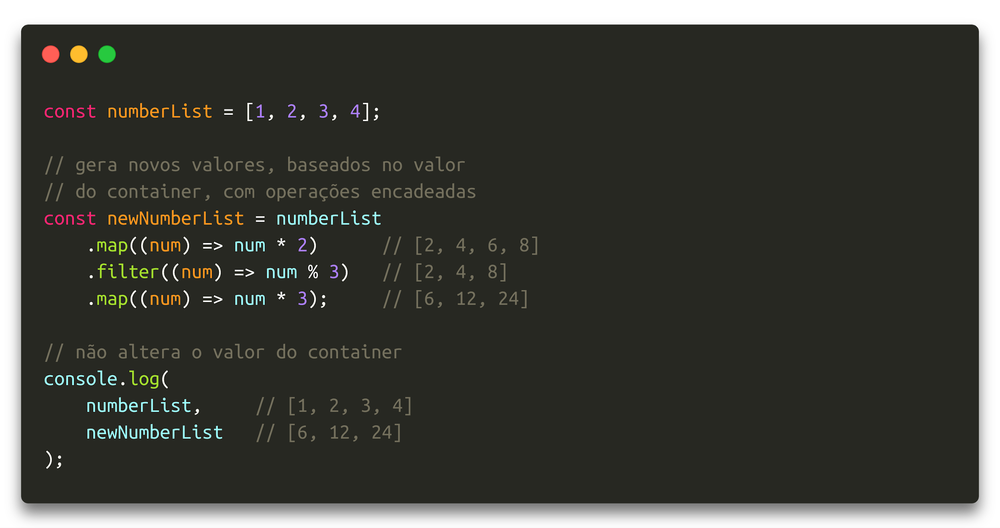 const numberList = [1, 2, 3, 4];
// gera novos valores, baseados no valor
// do container, com operações encadeadas
const newNumberList = numberList
    .map((num) => num * 2)      // [2, 4, 6, 8]
    .filter((num) => num % 3)   // [2, 4, 8]
    .map((num) => num * 3);     // [6, 12, 24]
// não altera o valor do container
console.log(
    numberList,     // [1, 2, 3, 4]
    newNumberList   // [6, 12, 24]
);